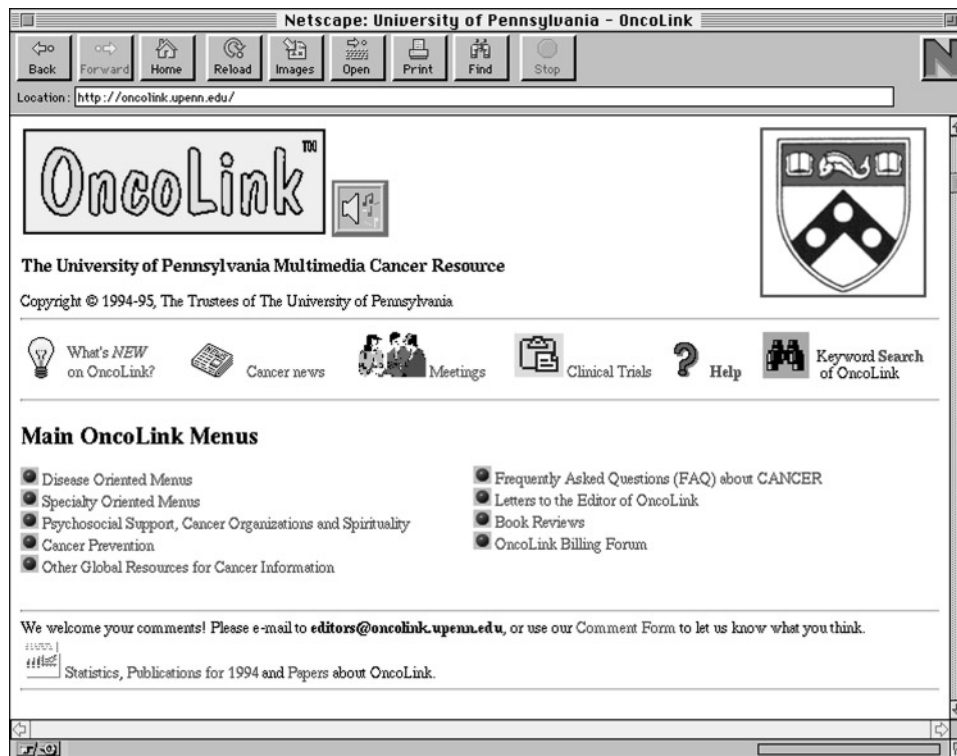 Netscape: University of Pennsylvania - OncoLink
Back Forward Home Reload Images Open Print Find Stop
N
Location: http://oncolink.upenn.edu/
OncoLink™
The University of Pennsylvania Multimedia Cancer Resource
Copyright © 1994-95, The Trustees of The University of Pennsylvania
What's NEW
on OncoLink?
Cancer news
Meetings
Clinical Trials
Help
Keyword Search
of OncoLink
Main OncoLink Menus
Disease Oriented Menus
Specialty Oriented Menus
Psychosocial Support, Cancer Organizations and Spirituality
Cancer Prevention
Other Global Resources for Cancer Information
Frequently Asked Questions (FAQ) about CANCER
Letters to the Editor of OncoLink
Book Reviews
OncoLink Billing Forum
We welcome your comments! Please e-mail to editors@oncolink.upenn.edu, or use our Comment Form to let us know what you think.
Statistics, Publications for 1994 and Papers about OncoLink.